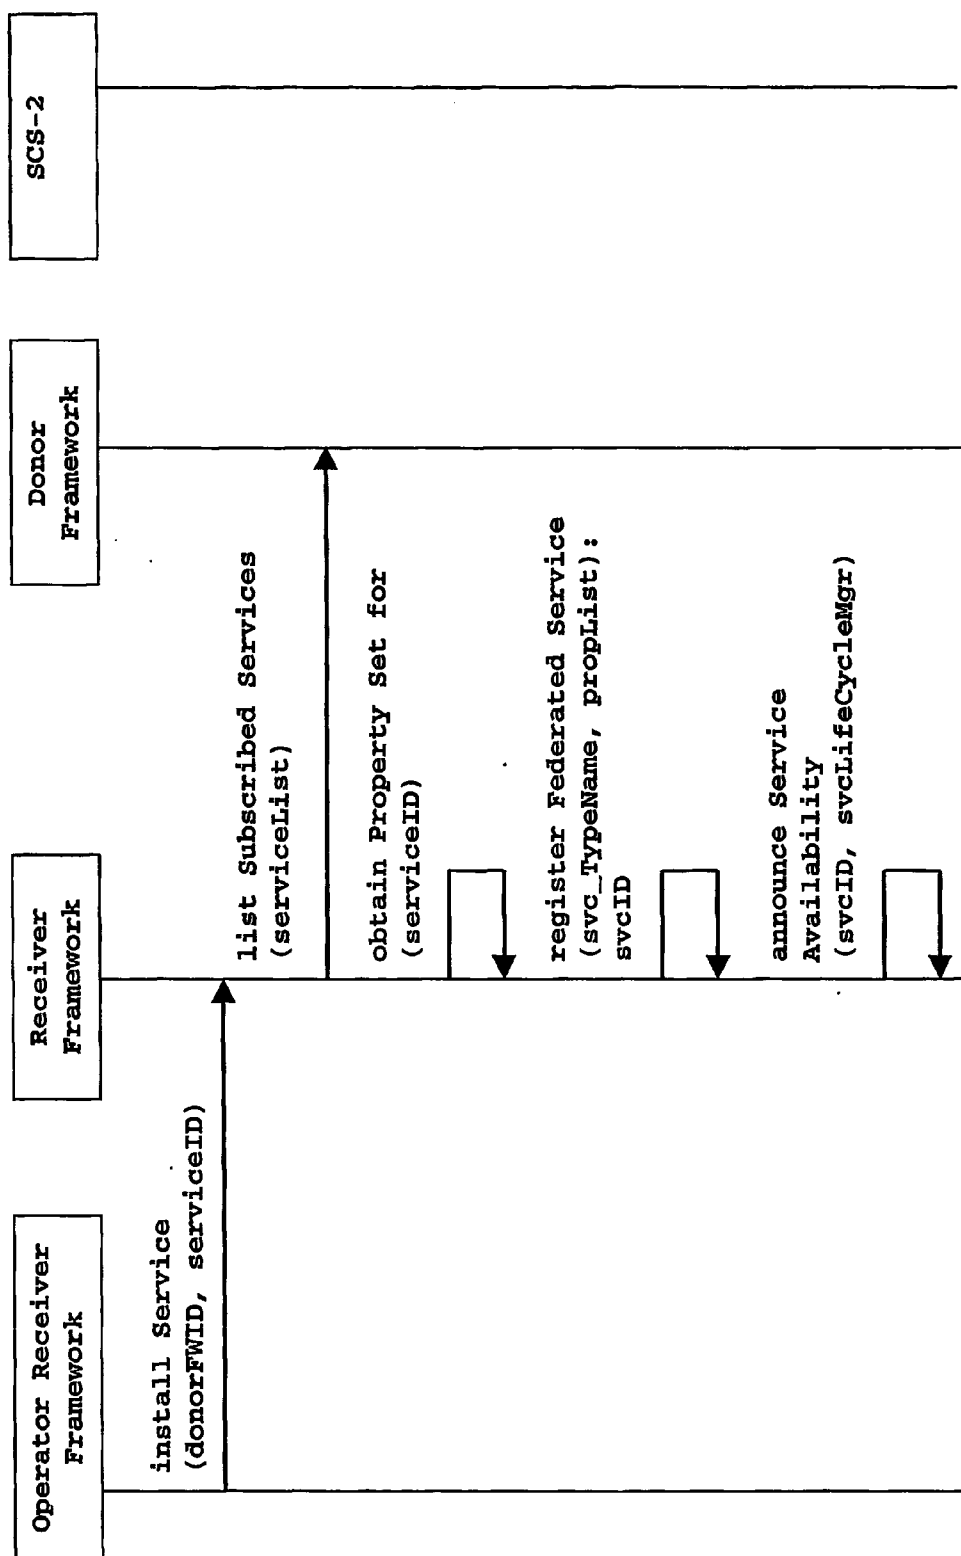 Operator Receiver
Framework
Receiver
Framework
Donor
Framework
SCS-2
install Service
(donorFWID, serviceID)
list Subscribed Services
(serviceList)
obtain Property Set for
(serviceID)
register Federated Service
(svc_TypeName, propList):
svcID
announce Service
Availability
(svcID, svcLifeCycleMgr)